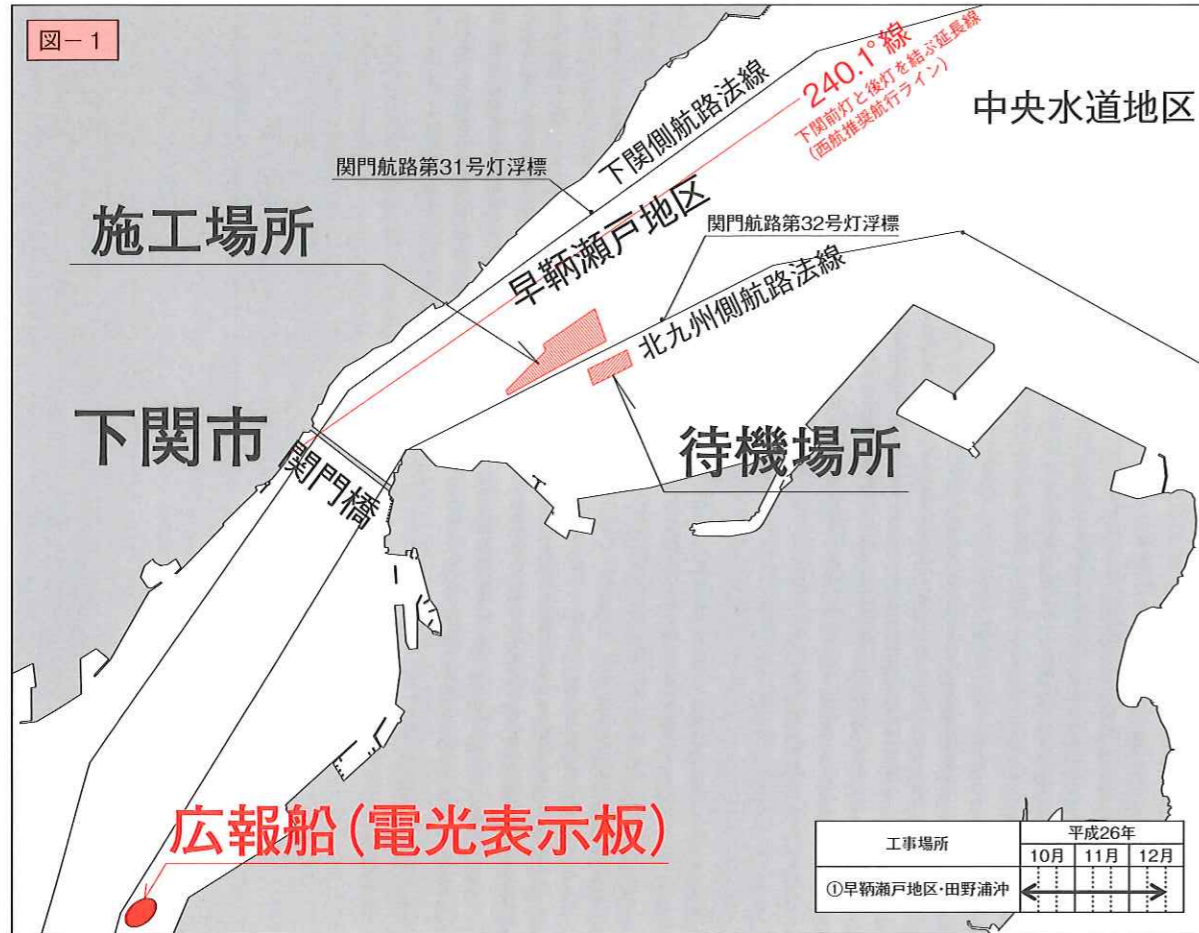 図－1
240.1°線
下関前灯と後灯を結ぶ延長線
(西航推奨航行ライン)
中央水道地区
下関側航路法線
関門航路第31号灯浮標
施工場所
早鞆瀬戸地区
関門航路第32号灯浮標
北九州側航路法線
下関市
関門橋
待機場所
広報船(電光表示板)
工事場所
平成26年
10月 11月 12月
①早鞆瀬戸地区・田野浦沖